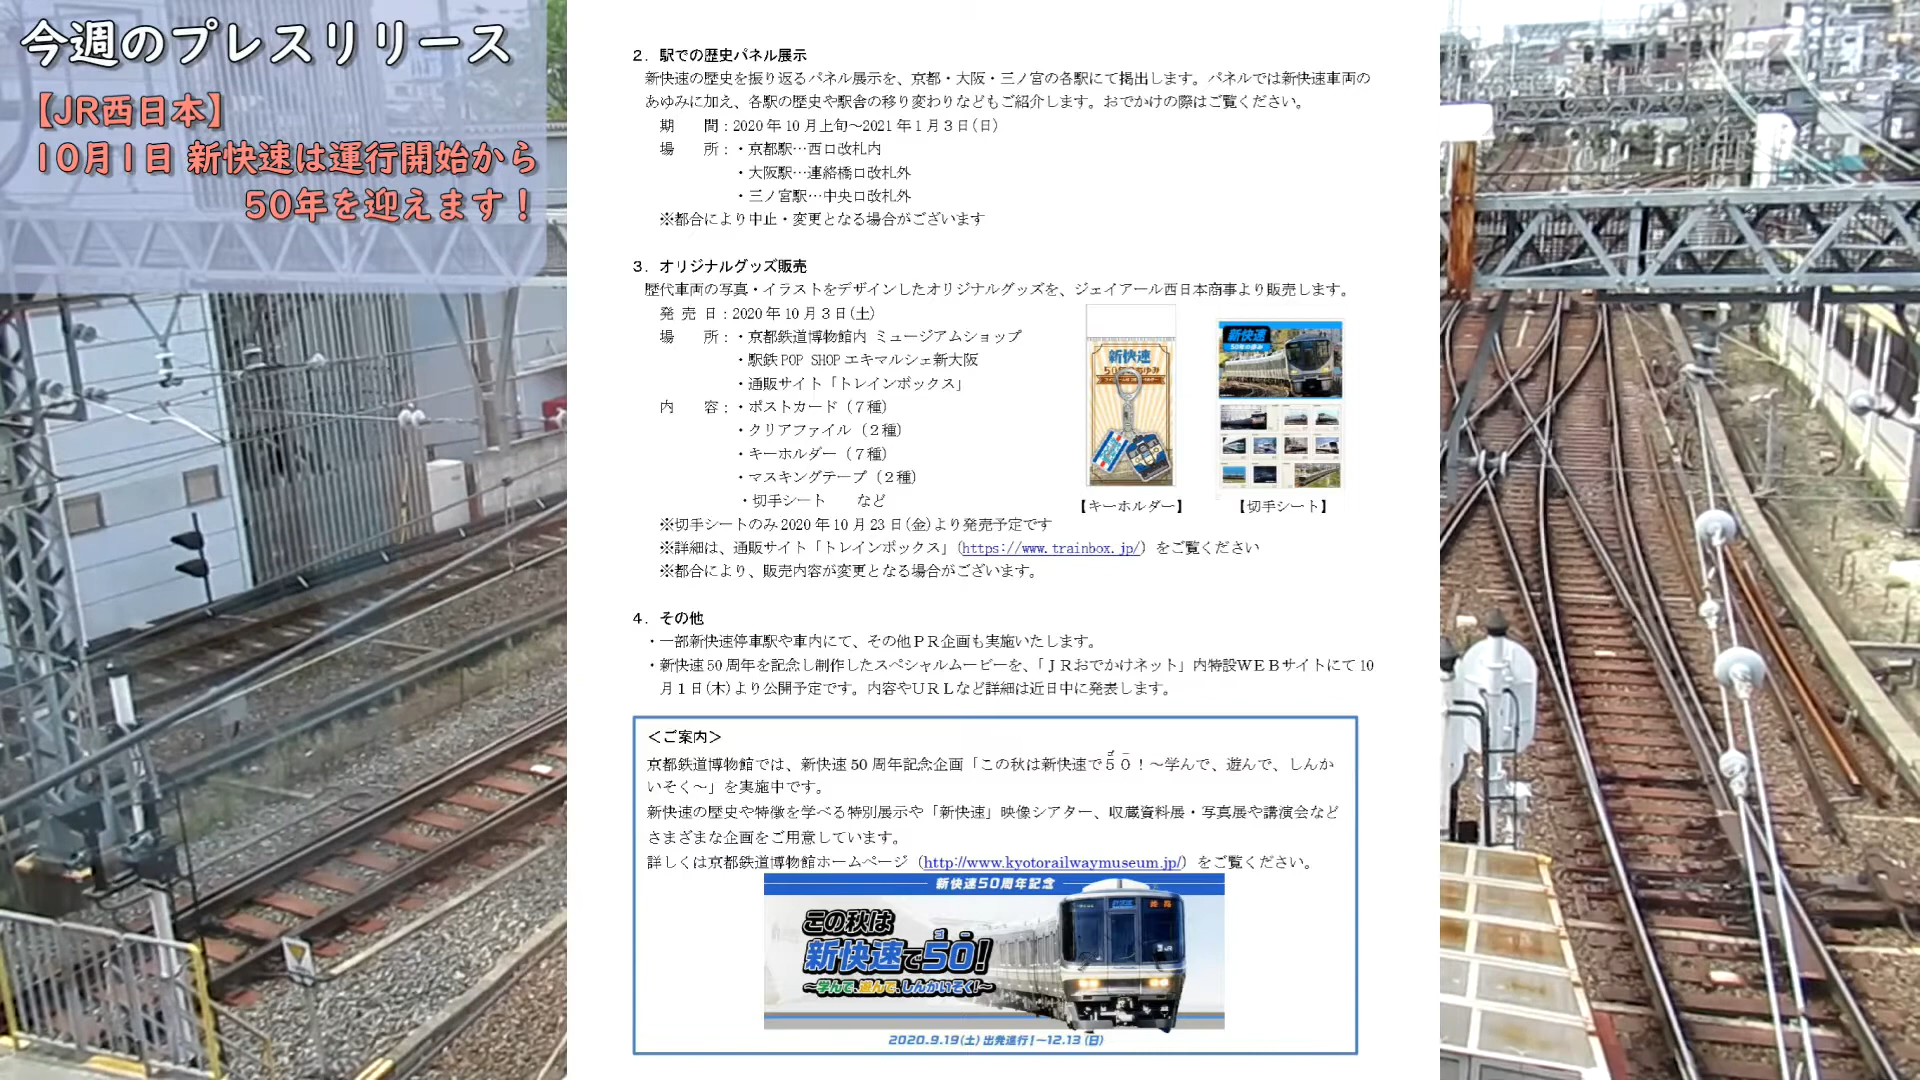 今週のプレスリリース
【JR西日本】
10月1日 新快速は運行開始から
50年を迎えます！
２．駅での歴史パネル展示
新快速の歴史を振り返るパネル展示を、京都・大阪・三ノ宮の各駅にて掲出します。パネルでは新快速車両の
あゆみに加え、各駅の歴史や駅舎の移り変わりなどもご紹介します。おでかけの際はご覧ください。
期　　間：2020 年 10 月上旬～2021 年 1 月 3 日(日)
場　　所：・京都駅…西口改札内
・大阪駅…連絡橋口改札外
・三ノ宮駅…中央口改札外
※都合により中止・変更となる場合がございます
３．オリジナルグッズ販売
歴代車両の写真・イラストをデザインしたオリジナルグッズを、ジェイアール西日本商事より販売します。
発 売 日：2020 年 10 月 3 日(土)
場　　所：・京都鉄道博物館内 ミュージアムショップ
・駅鉄 POP SHOP エキマルシェ新大阪
・通販サイト「トレインボックス」
内　　容：・ポストカード（７種）
・クリアファイル（２種）
・キーホルダー（７種）
・マスキングテープ（２種）
・切手シート　　など
新快速
新快速
【キーホルダー】　【切手シート】
※切手シートのみ 2020 年 10 月 23 日(金)より発売予定です
※詳細は、通販サイト「トレインボックス」（https://www.trainbox.jp/）をご覧ください
※都合により、販売内容が変更となる場合がございます。
４．その他
・一部新快速停車駅や車内にて、その他ＰＲ企画も実施いたします。
・新快速 50 周年を記念し制作したスペシャルムービーを、「ＪＲおでかけネット」内特設ＷＥＢサイトにて 10
月 1 日(木)より公開予定です。内容やＵＲＬなど詳細は近日中に発表します。
＜ご案内＞
京都鉄道博物館では、新快速 50 周年記念企画「この秋は新快速で５０！～学んで、遊んで、しんか
いそく～」を実施中です。
新快速の歴史や特徴を学べる特別展示や「新快速」映像シアター、収蔵資料展・写真展や講演会など
さまざまな企画をご用意しています。
詳しくは京都鉄道博物館ホームページ（http://www.kyotorailwaymuseum.jp/）をご覧ください。
新快速50周年記念
この秋は
新快速で50!
～学んで、遊んで、しんかいそく!～
2020.9.19(土)出発進行!～12.13(日)